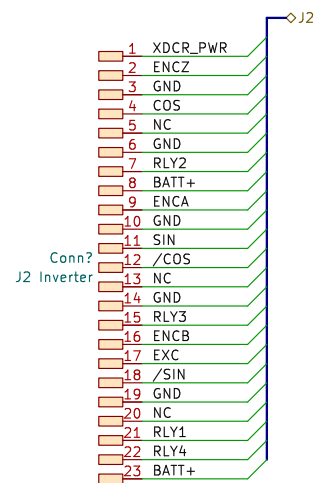 J2
1 XDCR_PWR
2 ENCZ
3 GND
4 COS
5 NC
6 GND
7 RLY2
8 BATT+
9 ENCA
10 GND
11 SIN
Conn?
12 /COS
J2 Inverter
13 NC
14 GND
15 RLY3
16 ENCB
17 EXC
18 /SIN
19 GND
20 NC
21 RLY1
22 RLY4
23 BATT+